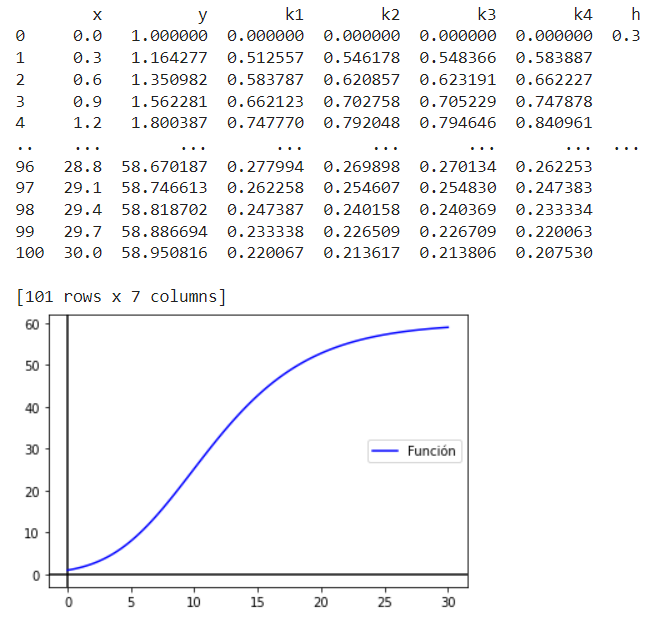 x y k1 k2 k3 k4 h
0 0.0 1.000000 0.000000 0.000000 0.000000 0.000000 0.3
1 0.3 1.164277 0.512557 0.546178 0.548366 0.583887
2 0.6 1.350982 0.583787 0.620857 0.623191 0.662227
3 0.9 1.562281 0.662123 0.702758 0.705229 0.747878
4 1.2 1.800387 0.747770 0.792048 0.794646 0.840961
.. ... ... ... ... ... ... ...
96 28.8 58.670187 0.277994 0.269898 0.270134 0.262253
97 29.1 58.746613 0.262258 0.254607 0.254830 0.247383
98 29.4 58.818702 0.247387 0.240158 0.240369 0.233334
99 29.7 58.886694 0.233338 0.226509 0.226709 0.220063
100 30.0 58.950816 0.220067 0.213617 0.213806 0.207530
[101 rows x 7 columns]
60
50
40
30
Función
20
10
0
0 5 10 15 20 25 30